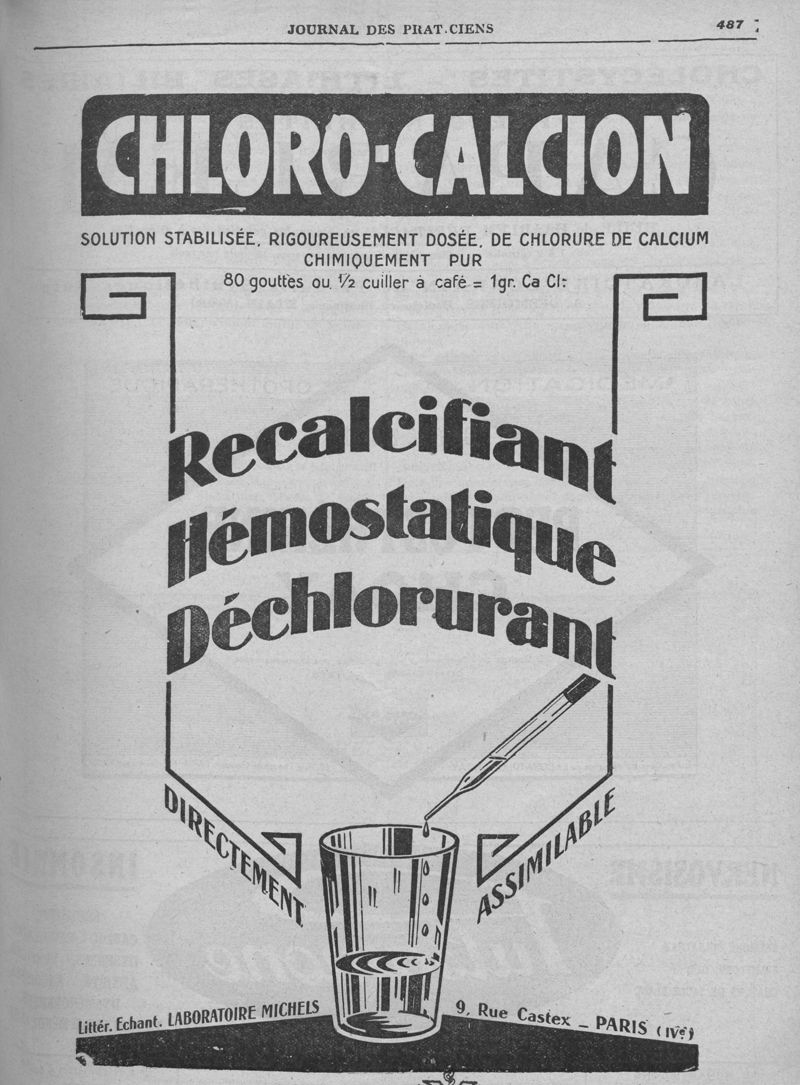 JOURNAL DES PRAT.CIENS
487
CHLORO-CALCION
SOLUTION STABILISÉE, RIGOUREUSEMENT DOSÉE, DE CHLORURE DE CALCIUM
CHIMIQUEMENT PUR
80 gouttes ou ½ cuiller à café = 1gr. Ca Cl²
Recalcifiant
Hémostatique
Déchlorurant
DIRECTEMENT
ASSIMILABLE
Littér. Echant. LABORATOIRE MICHELS
9, Rue Castex _ PARIS (IVe)